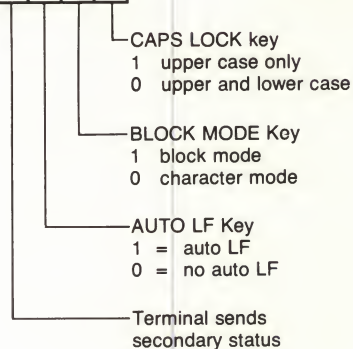 CAPS LOCK key
1 upper case only
0 upper and lower case
BLOCK MODE Key
1 block mode
0 character mode
AUTO LF Key
1 = auto LF
0 = no auto LF
Terminal sends
secondary status